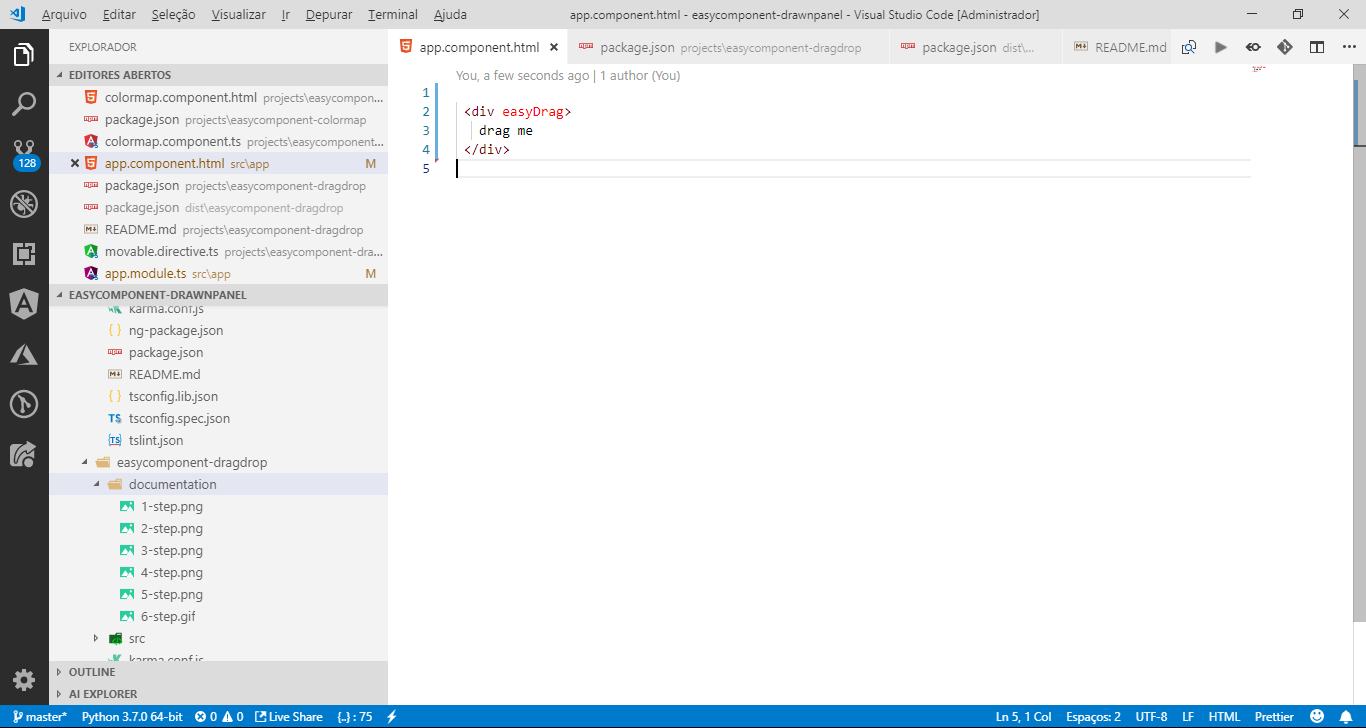 Arquivo Editar Seleção Visualizar Ir Depurar Terminal Ajuda app.component.html - easycomponent-drawnpanel - Visual Studio Code [Administrador]
EXPLORADOR
EDITORES ABERTOS
colormap.component.html projects\easycompon...
package.json projects\easycomponent-colormap
colormap.component.ts projects\easycomponent...
app.component.html src\app M
package.json projects\easycomponent-dragdrop
package.json dist\easycomponent-dragdrop
README.md projects\easycomponent-dragdrop
movable.directive.ts projects\easycomponent-dra...
app.module.ts src\app M
128
EASYCOMPONENT-DRAWNPANEL
karma.conf.js
{ } ng-package.json
package.json
README.md
{ } tsconfig.lib.json
TS tsconfig.spec.json
tslint.json
easycomponent-dragdrop
documentation
1-step.png
2-step.png
3-step.png
4-step.png
5-step.png
6-step.gif
src
karma.conf.js
OUTLINE
AI EXPLORER
app.component.html package.json projects\easycomponent-dragdrop package.json dist\... README.md
You, a few seconds ago | 1 author (You)
1
2 <div easyDrag>
3 drag me
4 </div>
5
master* Python 3.7.0 64-bit 0 0 Live Share {..} : 75 Ln 5, 1 Col Espaços: 2 UTF-8 LF HTML Prettier